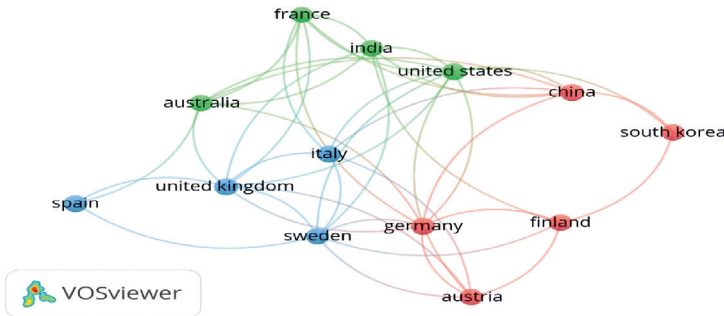 france
india
united states
china
australia
south korea
italy
united kingdom
spain
germany
finland
sweden
austria
VOSviewer